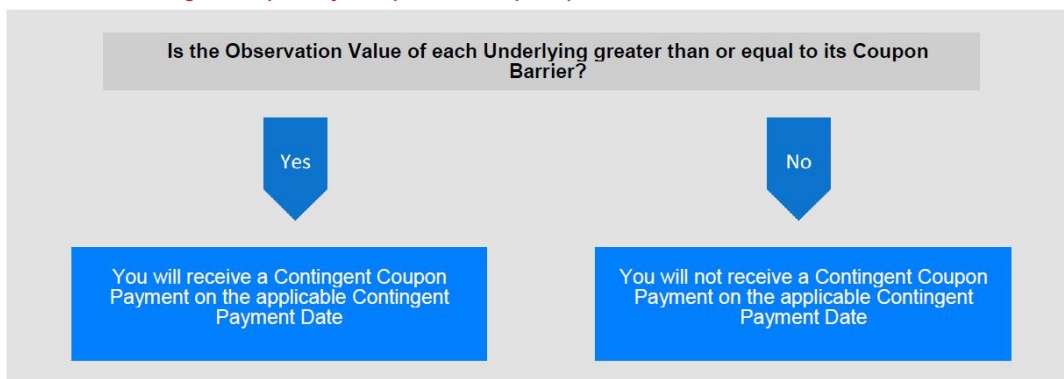 Is the Observation Value of each Underlying greater than or equal to its Coupon
Barrier?
Yes
No
You will receive a Contingent Coupon
Payment on the applicable Contingent
Payment Date
You will not receive a Contingent Coupon
Payment on the applicable Contingent
Payment Date